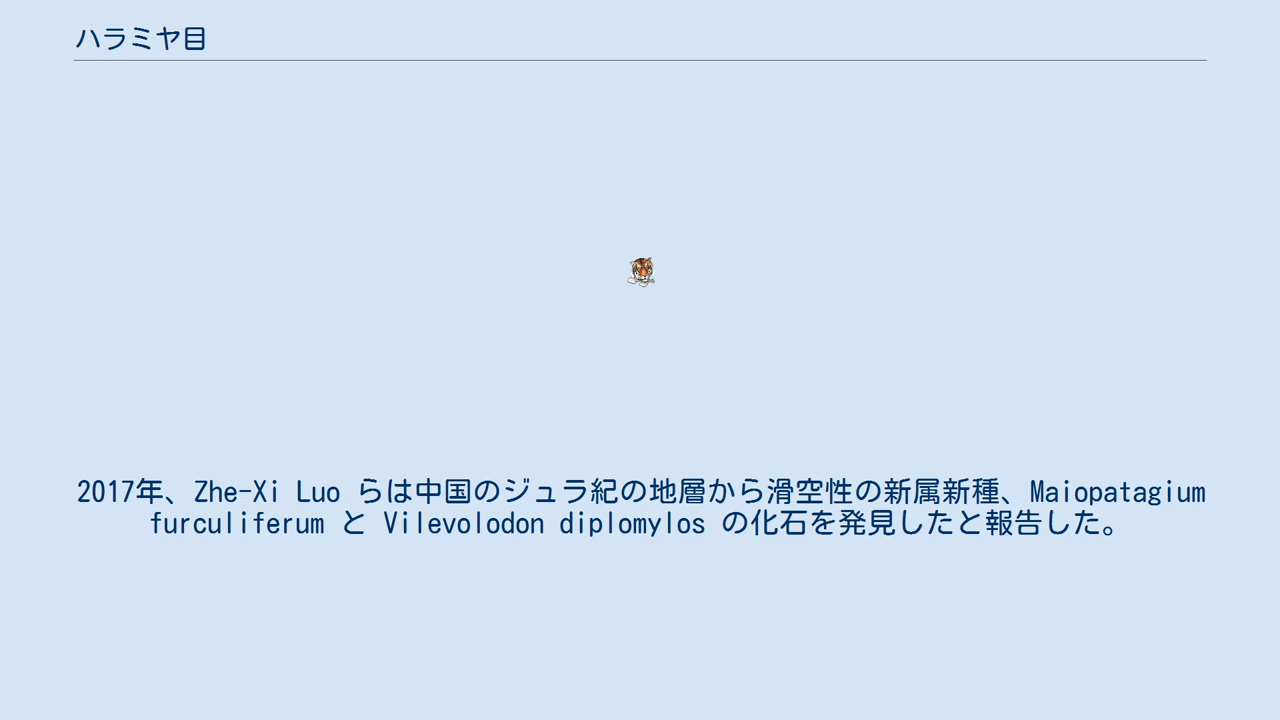 ハラミヤ目
2017年、Zhe-Xi Luo らは中国のジュラ紀の地層から滑空性の新属新種、Maiopatagium
furculiferum と Vilevolodon diplomylos の化石を発見したと報告した。